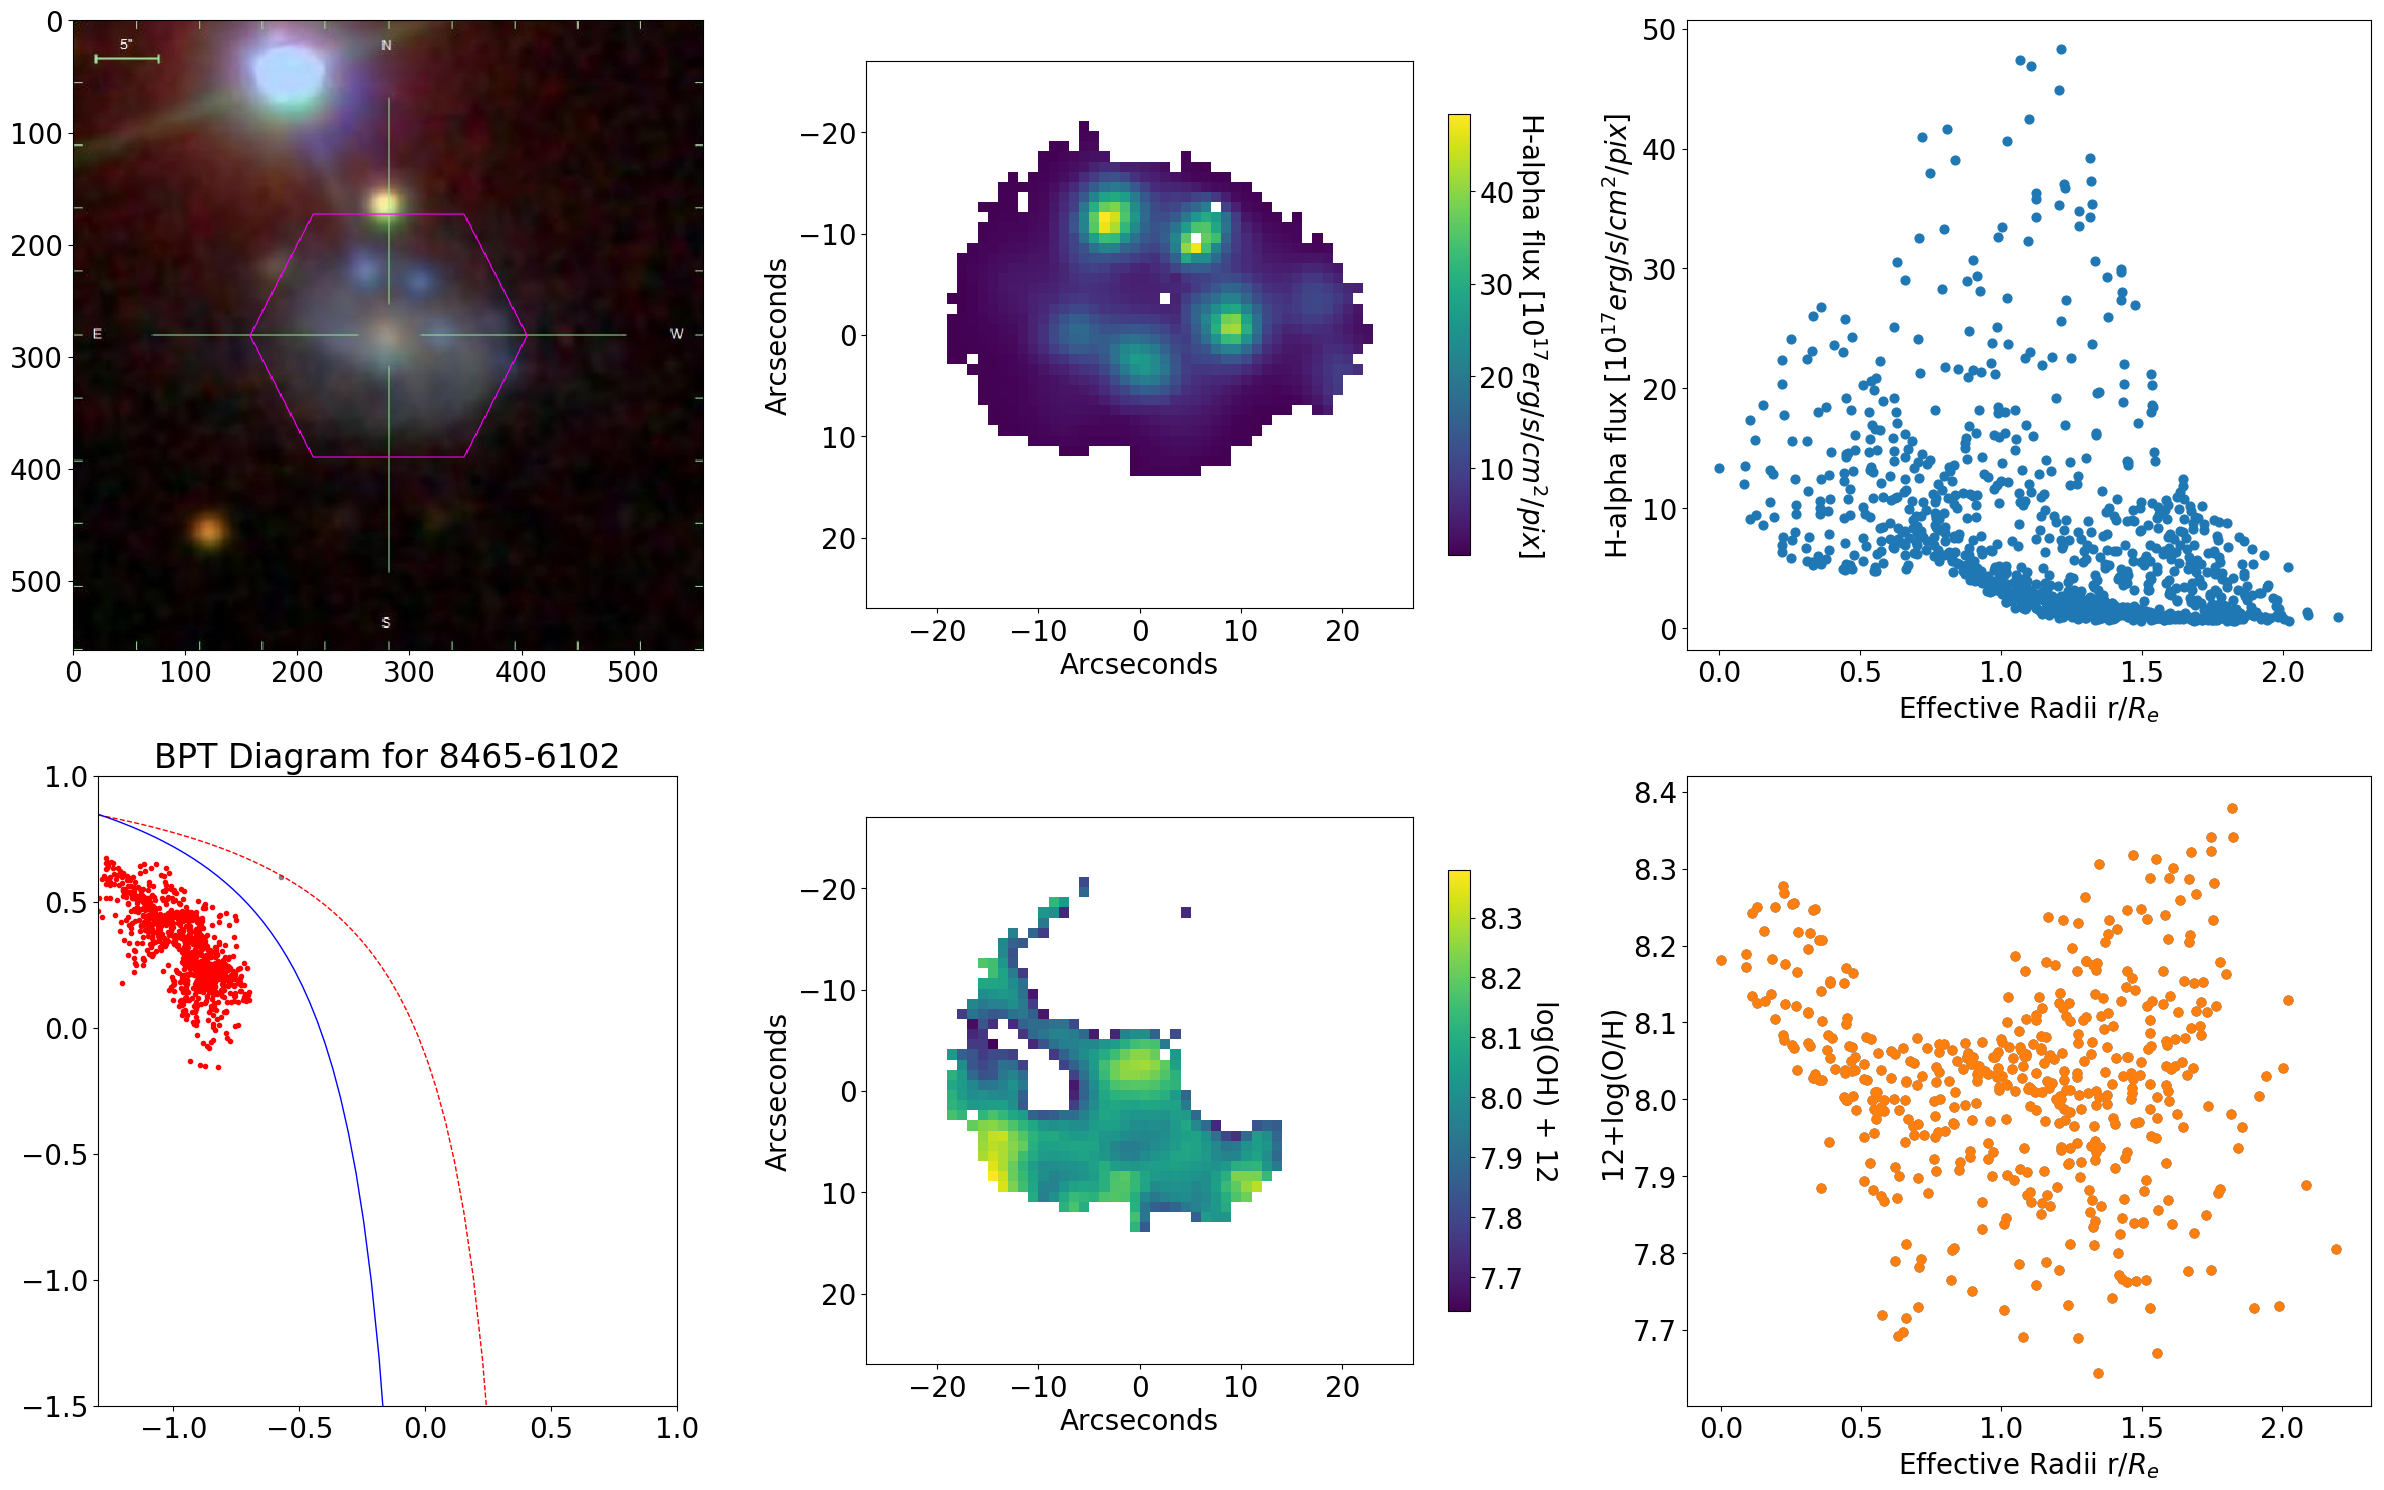 0
100
200
300
400
500
0 100 200 300 400 500
5"
N
E
W
S
−20
−10
0
10
20
−20 −10 0 10 20
Arcseconds
Arcseconds
40
30
20
10
H-alpha flux [10^17 erg/s/cm^2/pix]
50
40
30
20
10
0
H-alpha flux [10^17 erg/s/cm^2/pix]
0.0 0.5 1.0 1.5 2.0
Effective Radii r/R_e
BPT Diagram for 8465-6102
1.0
0.5
0.0
−0.5
−1.0
−1.5
−1.0 −0.5 0.0 0.5 1.0
−20
−10
0
10
20
−20 −10 0 10 20
Arcseconds
Arcseconds
8.3
8.2
8.1
8.0
7.9
7.8
7.7
log(OH) + 12
8.4
8.3
8.2
8.1
8.0
7.9
7.8
7.7
12+log(O/H)
0.0 0.5 1.0 1.5 2.0
Effective Radii r/R_e